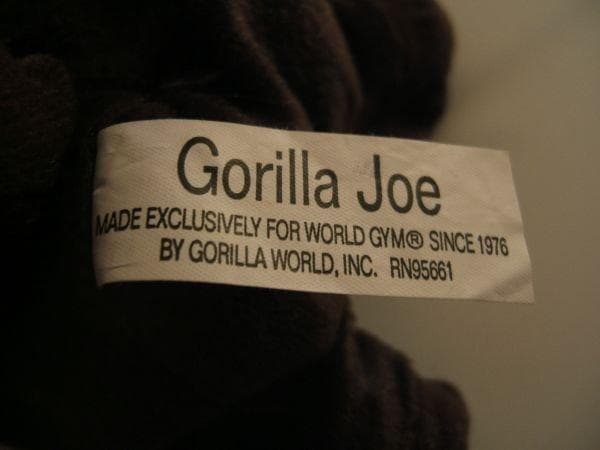 Gorilla Joe
MADE EXCLUSIVELY FOR WORLD GYM® SINCE 1976
BY GORILLA WORLD, INC. RN95661